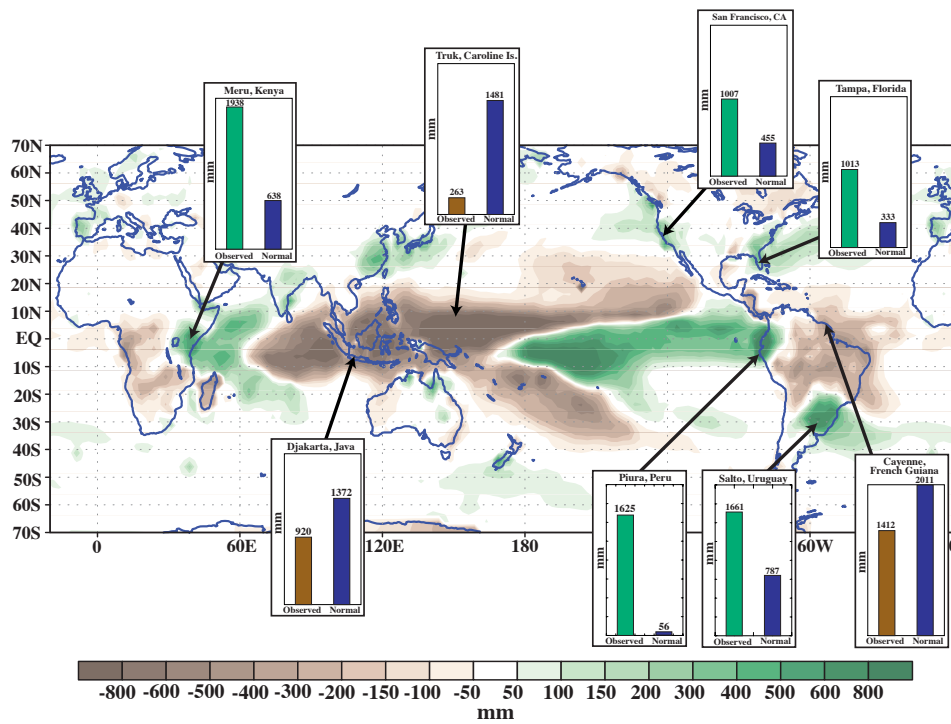 San Francisco, CA
1007
455
mm
Observed Normal
Truk, Caroline Is.
1481
263
mm
Observed Normal
Meru, Kenya
1938
638
mm
Observed Normal
Tampa, Florida
1013
333
mm
Observed Normal
70N
60N
50N
40N
30N
20N
10N
EQ
10S
20S
30S
40S
50S
60S
70S
0
60E
120E
180
60W
Djakarta, Java
1372
920
mm
Observed Normal
Piura, Peru
1625
56
mm
Observed Normal
Salto, Uruguay
1661
787
mm
Observed Normal
Cayenne,
French Guiana
2011
1412
mm
Observed Normal
-800 -600 -500 -400 -300 -200 -150 -100 -50 50 100 150 200 300 400 500 600 800
mm